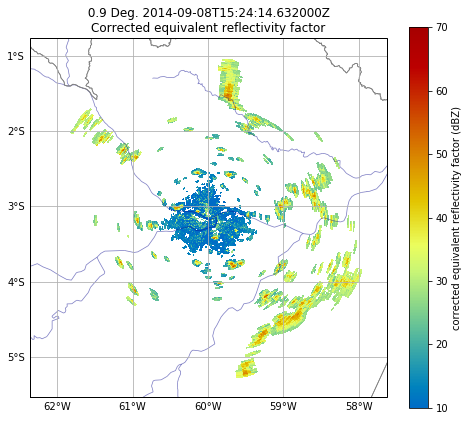 0.9 Deg. 2014-09-08T15:24:14.632000Z
Corrected equivalent reflectivity factor
1°S
2°S
3°S
4°S
5°S
62°W
61°W
60°W
59°W
58°W
70
60
50
40
30
20
10
corrected equivalent reflectivity factor (dBZ)